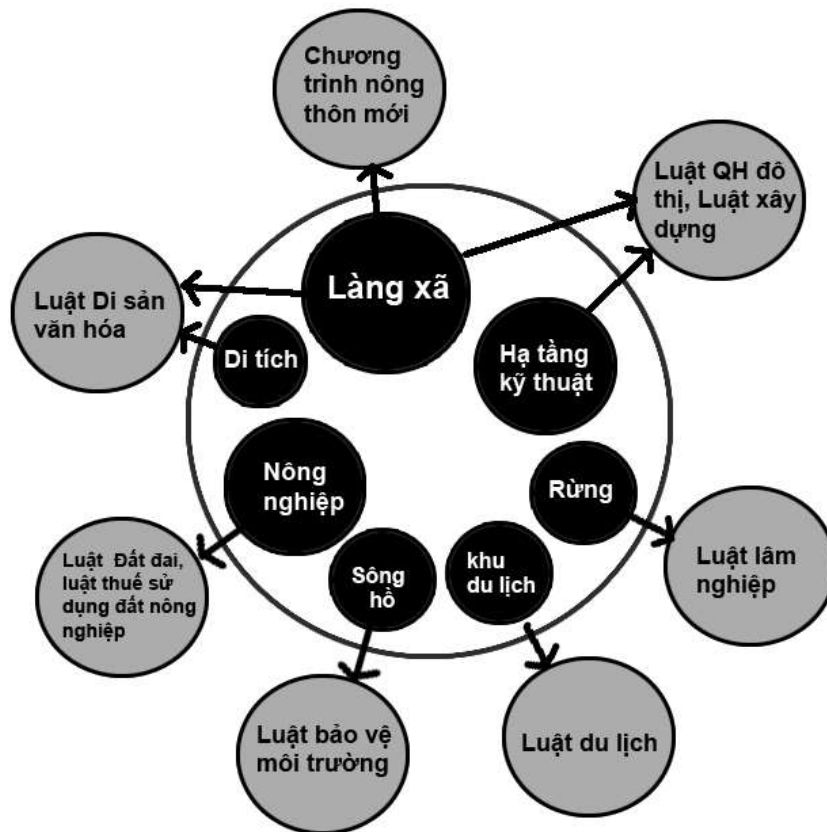 Chương
trình nông
thôn mới
Luật QH đô
thị, Luật xây
dựng
Làng xã
Luật Di sản
văn hóa
Di tích
Hạ tầng
kỹ thuật
Nông
nghiệp
Rừng
Luật Đất đai,
luật thuế sử
dụng đất nông
nghiệp
Sông
hồ
khu
du lịch
Luật lâm
nghiệp
Luật bảo vệ
môi trường
Luật du lịch